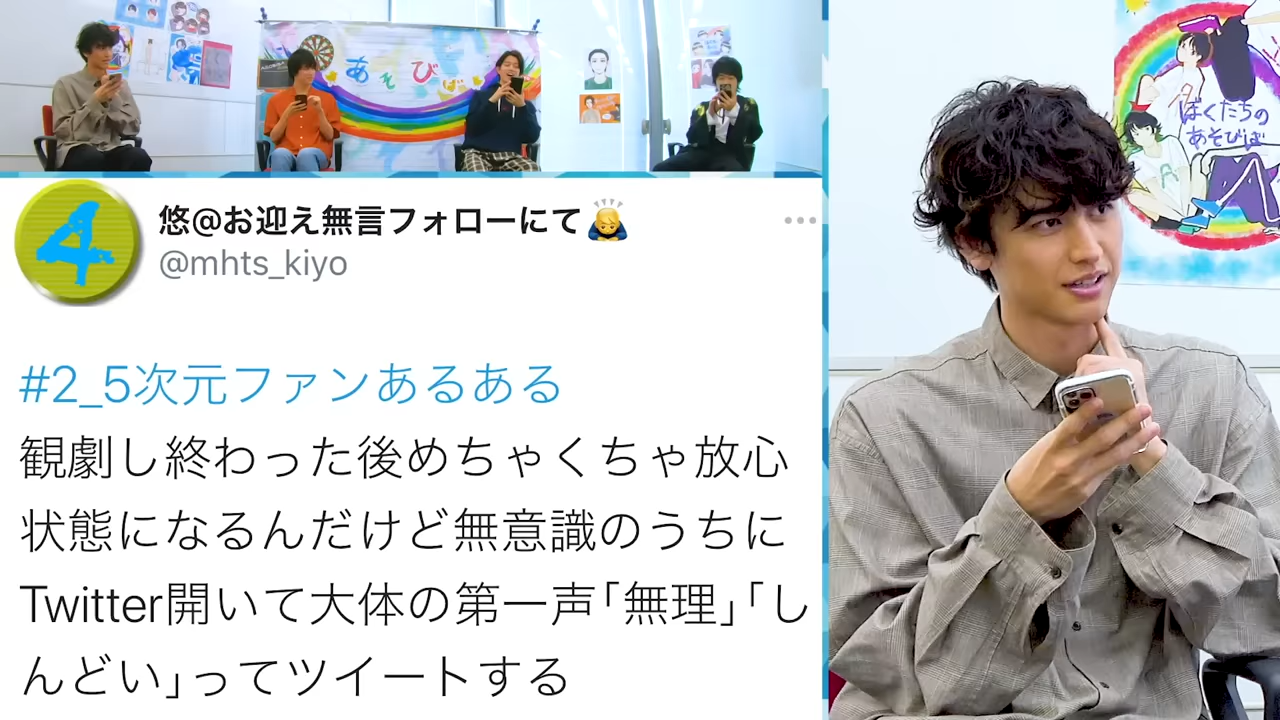 あそびば
悠@お迎え無言フォローにて🙇
@mhts_kiyo
#2_5次元ファンあるある
観劇し終わった後めちゃくちゃ放心
状態になるんだけど無意識のうちに
Twitter開いて大体の第一声「無理」「し
んどい」ってツイートする
4
ぼくたちの
あそびば